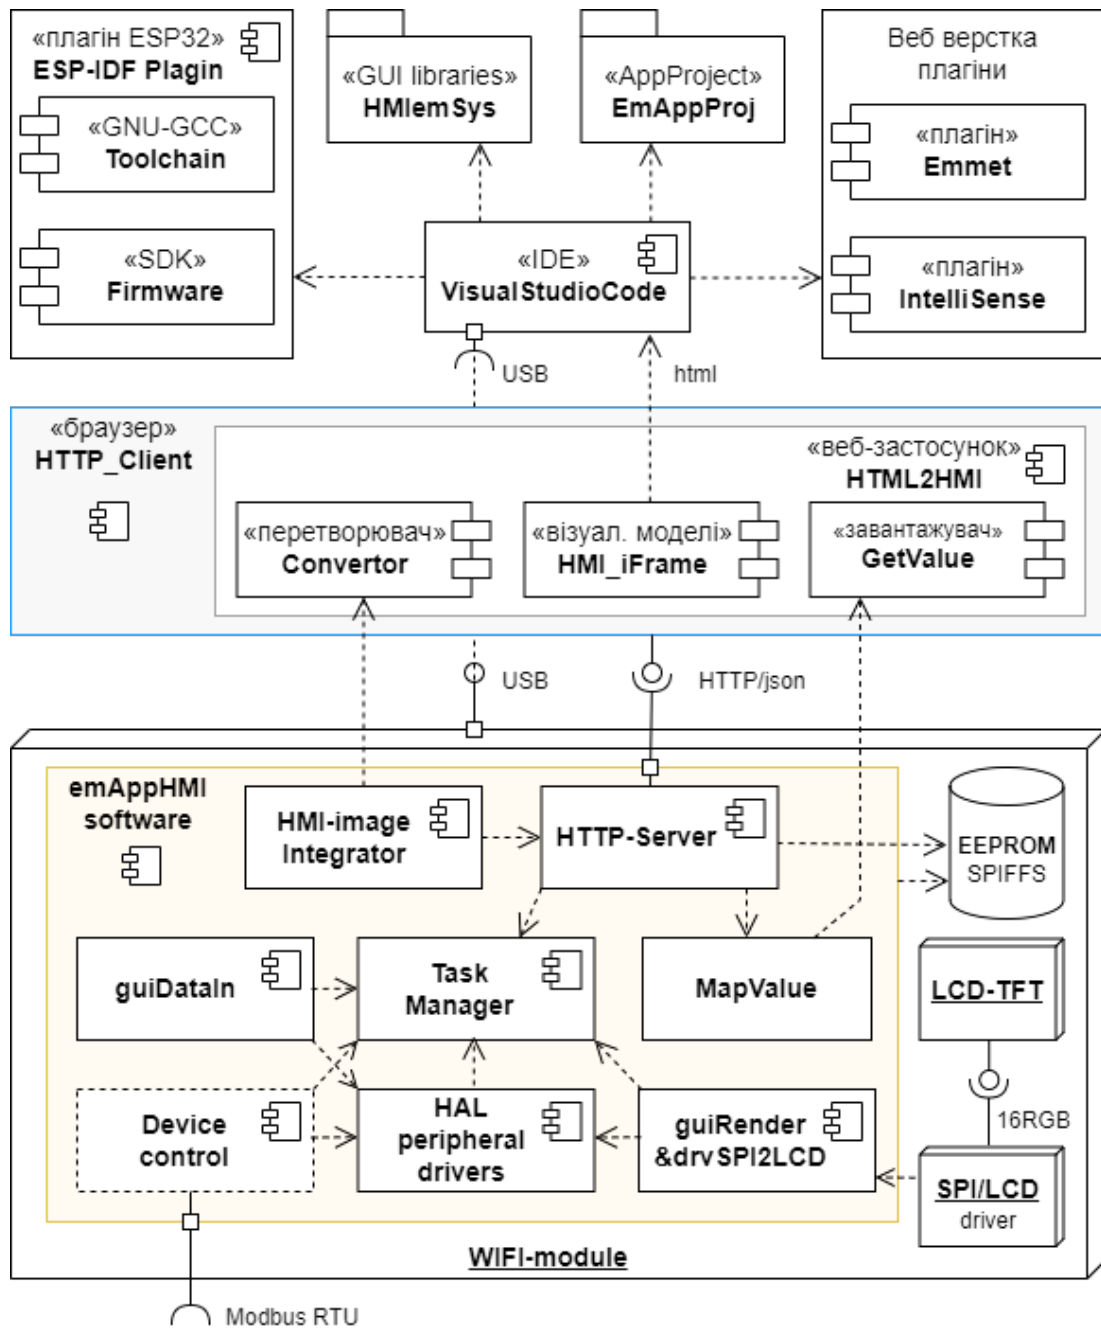 «плагін ESP32»
ESP-IDF Plagin
«GNU-GCC»
Toolchain
«SDK»
Firmware
«GUI libraries»
HMIemSys
«AppProject»
EmAppProj
Веб верстка
плагіни
«плагін»
Emmet
«плагін»
IntelliSense
«IDE»
VisualStudioCode
USB
html
«браузер»
HTTP_Client
«веб-застосунок»
HTML2HMI
«перетворювач»
Convertor
«візуал. моделі»
HMI_iFrame
«завантажувач»
GetValue
USB
HTTP/json
emAppHMI
software
HMI-image
Integrator
HTTP-Server
EEPROM
SPIFFS
guiDataIn
Task
Manager
MapValue
LCD-TFT
Device
control
HAL
peripheral
drivers
guiRender
&drvSPI2LCD
16RGB
SPI/LCD
driver
WIFI-module
Modbus RTU